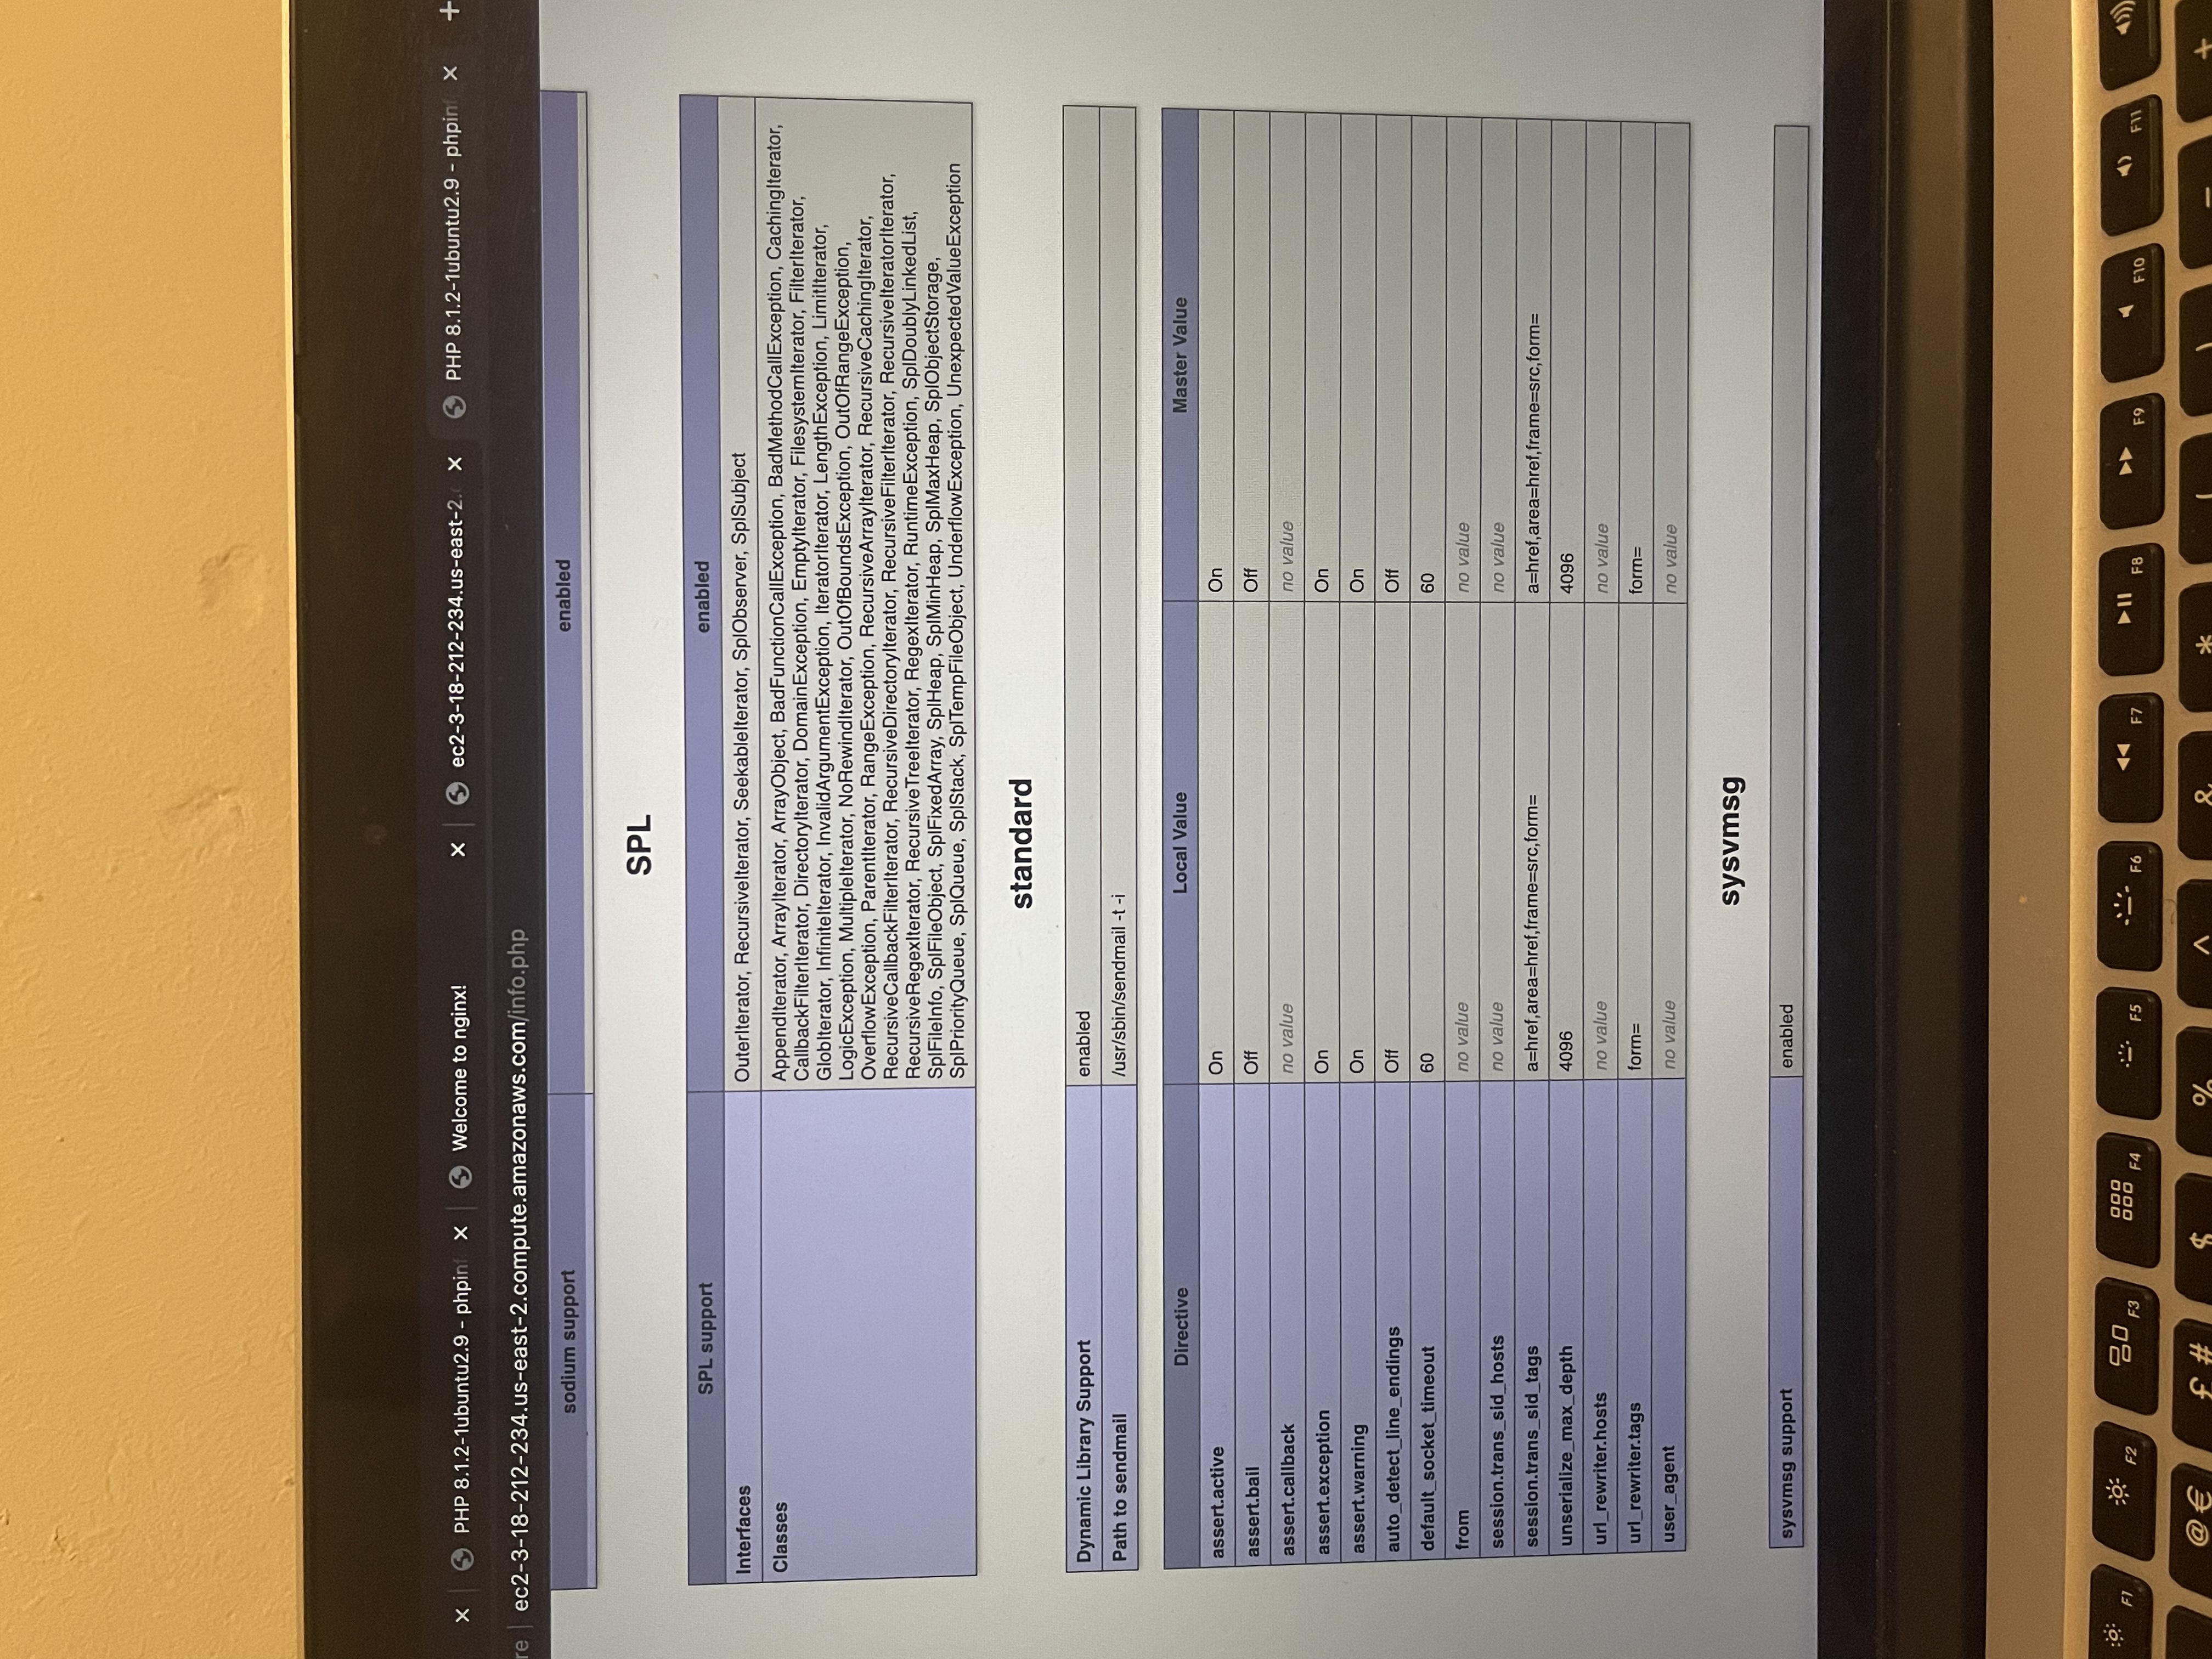 PHP 8.1.2-1ubuntu2.9 - phpinf
Welcome to nginx!
ec2-3-18-212-234.us-east-2.
PHP 8.1.2-1ubuntu2.9 - phpinf
re
ec2-3-18-212-234.us-east-2.compute.amazonaws.com/info.php
sodium support enabled
SPL
SPL support enabled
Interfaces OuterIterator, RecursiveIterator, SeekableIterator, SplObserver, SplSubject
Classes AppendIterator, ArrayIterator, ArrayObject, BadFunctionCallException, BadMethodCallException, CachingIterator,
CallbackFilterIterator, DirectoryIterator, DomainException, EmptyIterator, FilesystemIterator, FilterIterator,
GlobIterator, InfiniteIterator, InvalidArgumentException, IteratorIterator, LengthException, LimitIterator,
LogicException, MultipleIterator, NoRewindIterator, OutOfBoundsException, OutOfRangeException,
OverflowException, ParentIterator, RangeException, RecursiveArrayIterator, RecursiveCachingIterator,
RecursiveCallbackFilterIterator, RecursiveDirectoryIterator, RecursiveFilterIterator, RecursiveIteratorIterator,
RecursiveRegexIterator, RecursiveTreeIterator, RegexIterator, RuntimeException, SplDoublyLinkedList,
SplFileInfo, SplFileObject, SplFixedArray, SplHeap, SplMinHeap, SplMaxHeap, SplObjectStorage,
SplPriorityQueue, SplQueue, SplStack, SplTempFileObject, UnderflowException, UnexpectedValueException
standard
Dynamic Library Support enabled
Path to sendmail /usr/sbin/sendmail -t -i
Directive Local Value Master Value
assert.active On On
assert.bail Off Off
assert.callback no value no value
assert.exception On On
assert.warning On On
auto_detect_line_endings Off Off
default_socket_timeout 60 60
from no value no value
session.trans_sid_hosts no value no value
session.trans_sid_tags a=href,area=href,frame=src,form= a=href,area=href,frame=src,form=
unserialize_max_depth 4096 4096
url_rewriter.hosts no value no value
url_rewriter.tags form= form=
user_agent no value no value
sysvmsg
sysvmsg support enabled
F1 F2 F3 F4 F5 F6 F7 F8 F9 F10 F11
@ € £ # $ % ^ & * ( ) _ +